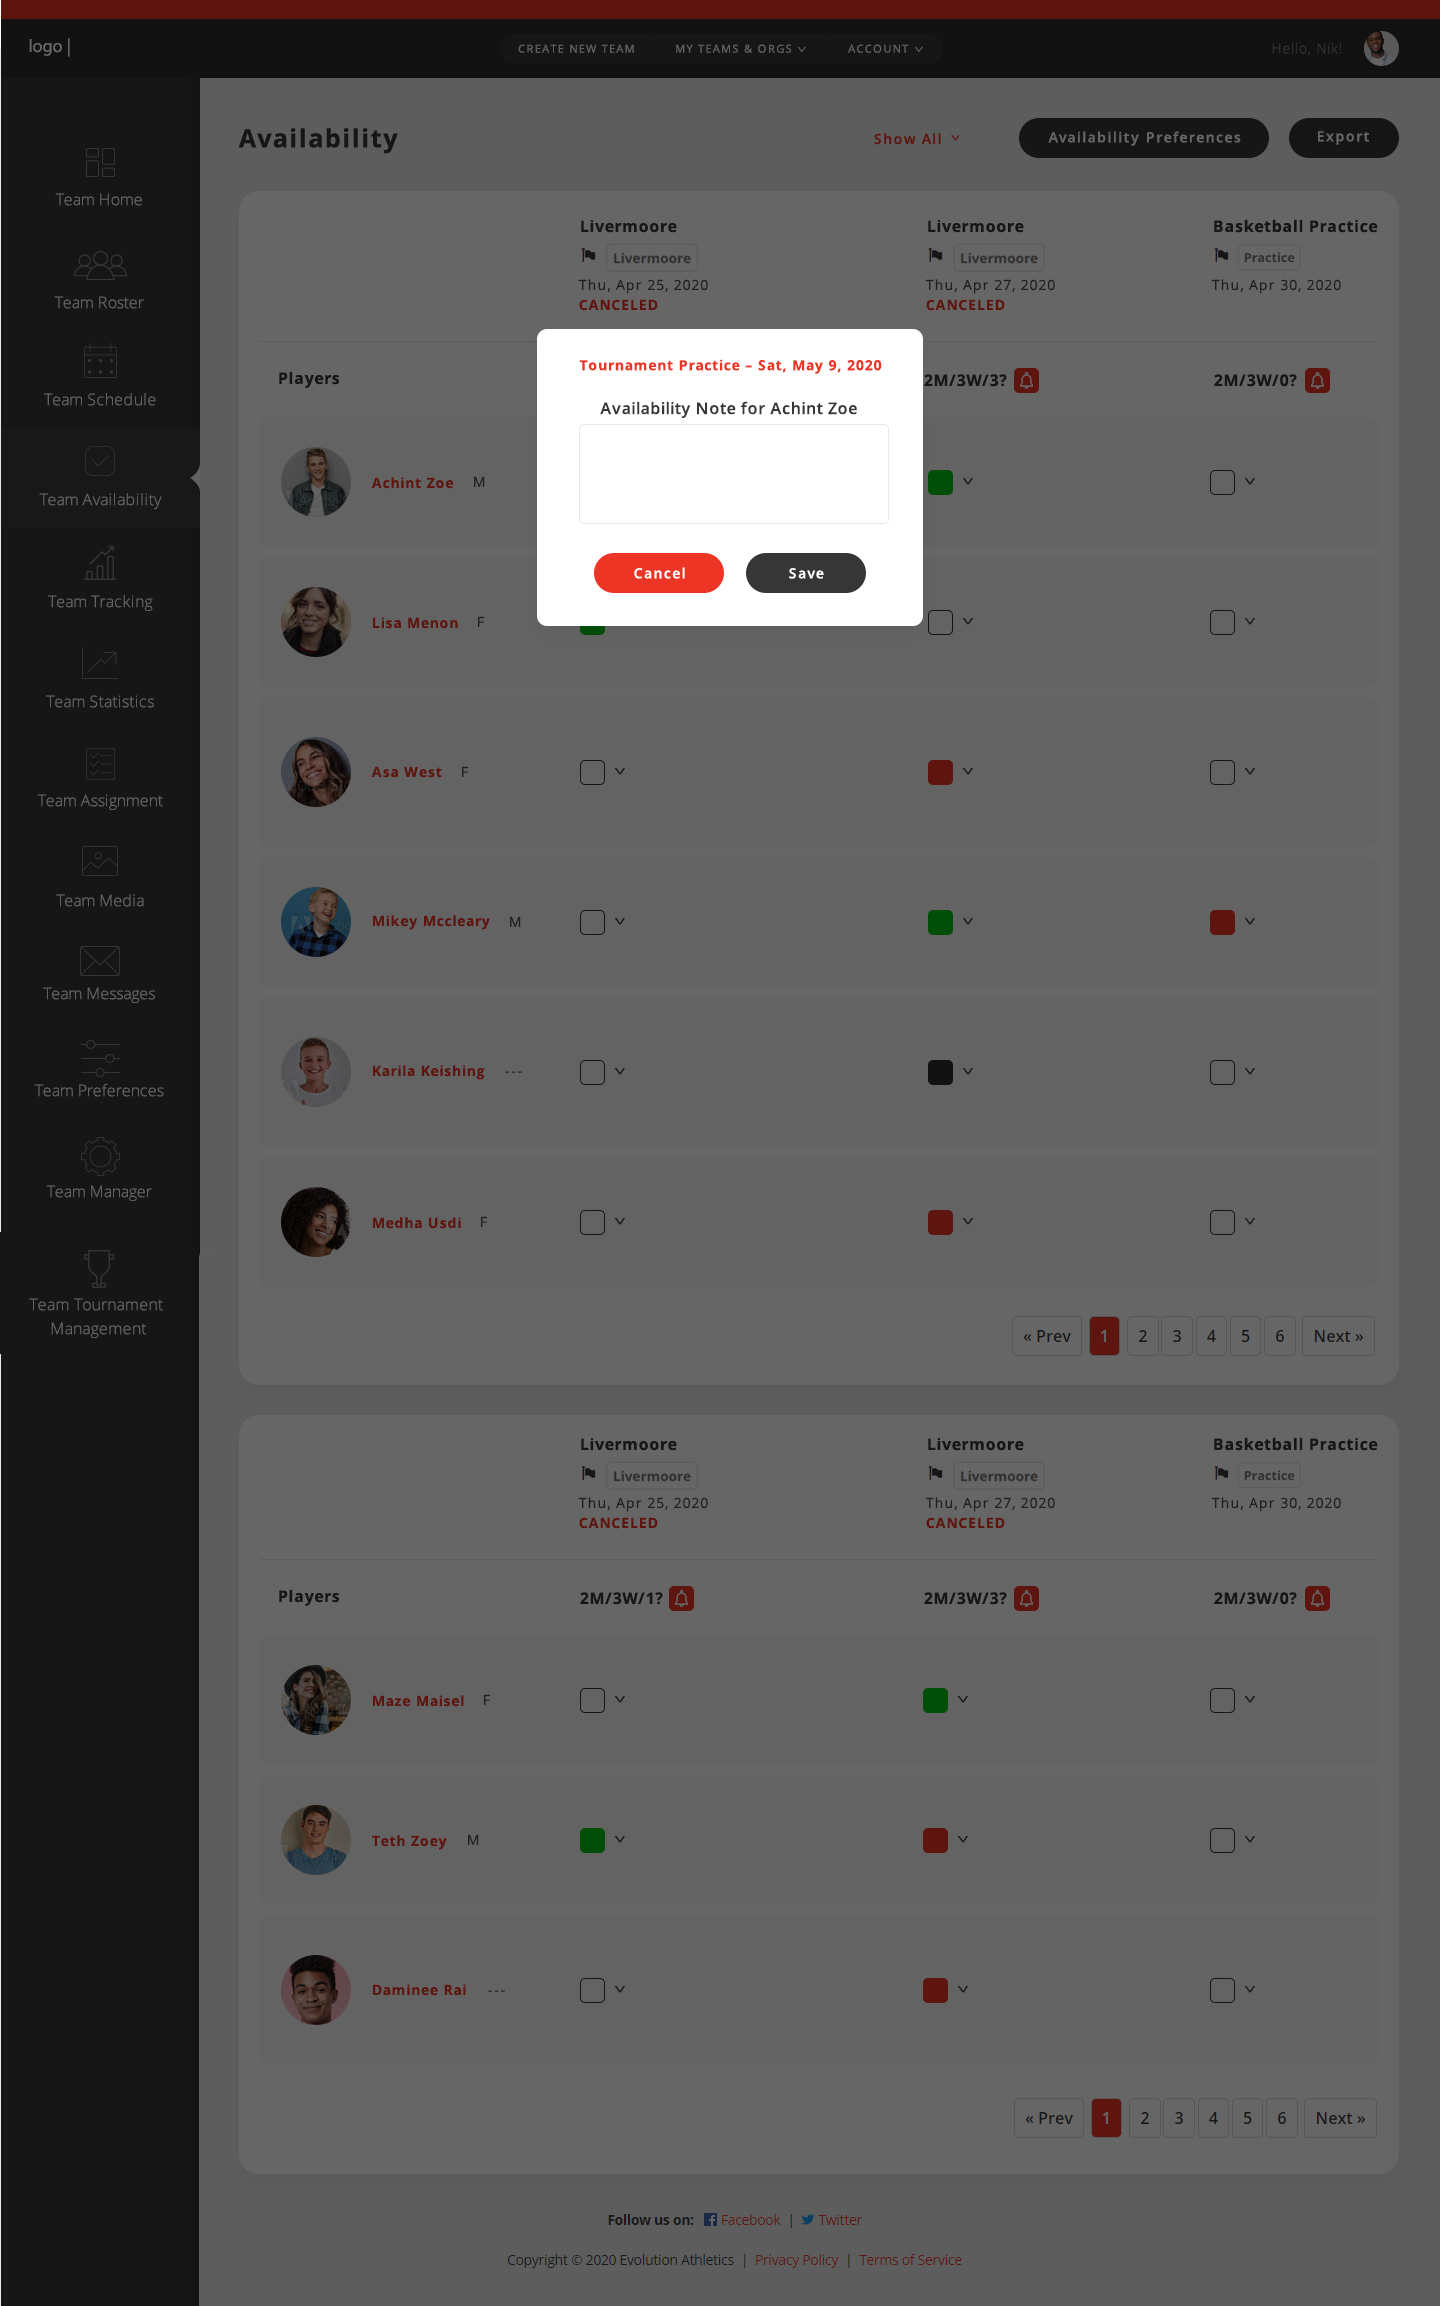 logo |
CREATE NEW TEAM
MY TEAMS & ORGS
ACCOUNT
Hello, Nik!
Team Home
Team Roster
Team Schedule
Team Availability
Team Tracking
Team Statistics
Team Assignment
Team Media
Team Messages
Team Preferences
Team Manager
Team Tournament
Management
Availability
Show All
Availability Preferences
Export
Livermoore
Livermoore
Basketball Practice
Livermoore
Livermoore
Practice
Thu, Apr 25, 2020
Thu, Apr 27, 2020
Thu, Apr 30, 2020
CANCELED
CANCELED
Players
2M/3W/3?
2M/3W/0?
Tournament Practice – Sat, May 9, 2020
Availability Note for Achint Zoe
Cancel
Save
Achint Zoe M
Lisa Menon F
Asa West F
Mikey Mccleary M
Karila Keishing ---
Medha Usdi F
« Prev 1 2 3 4 5 6 Next »
Livermoore
Livermoore
Basketball Practice
Livermoore
Livermoore
Practice
Thu, Apr 25, 2020
Thu, Apr 27, 2020
Thu, Apr 30, 2020
CANCELED
CANCELED
Players
2M/3W/1?
2M/3W/3?
2M/3W/0?
Maze Maisel F
Teth Zoey M
Daminee Rai ---
« Prev 1 2 3 4 5 6 Next »
Follow us on: Facebook | Twitter
Copyright © 2020 Evolution Athletics | Privacy Policy | Terms of Service